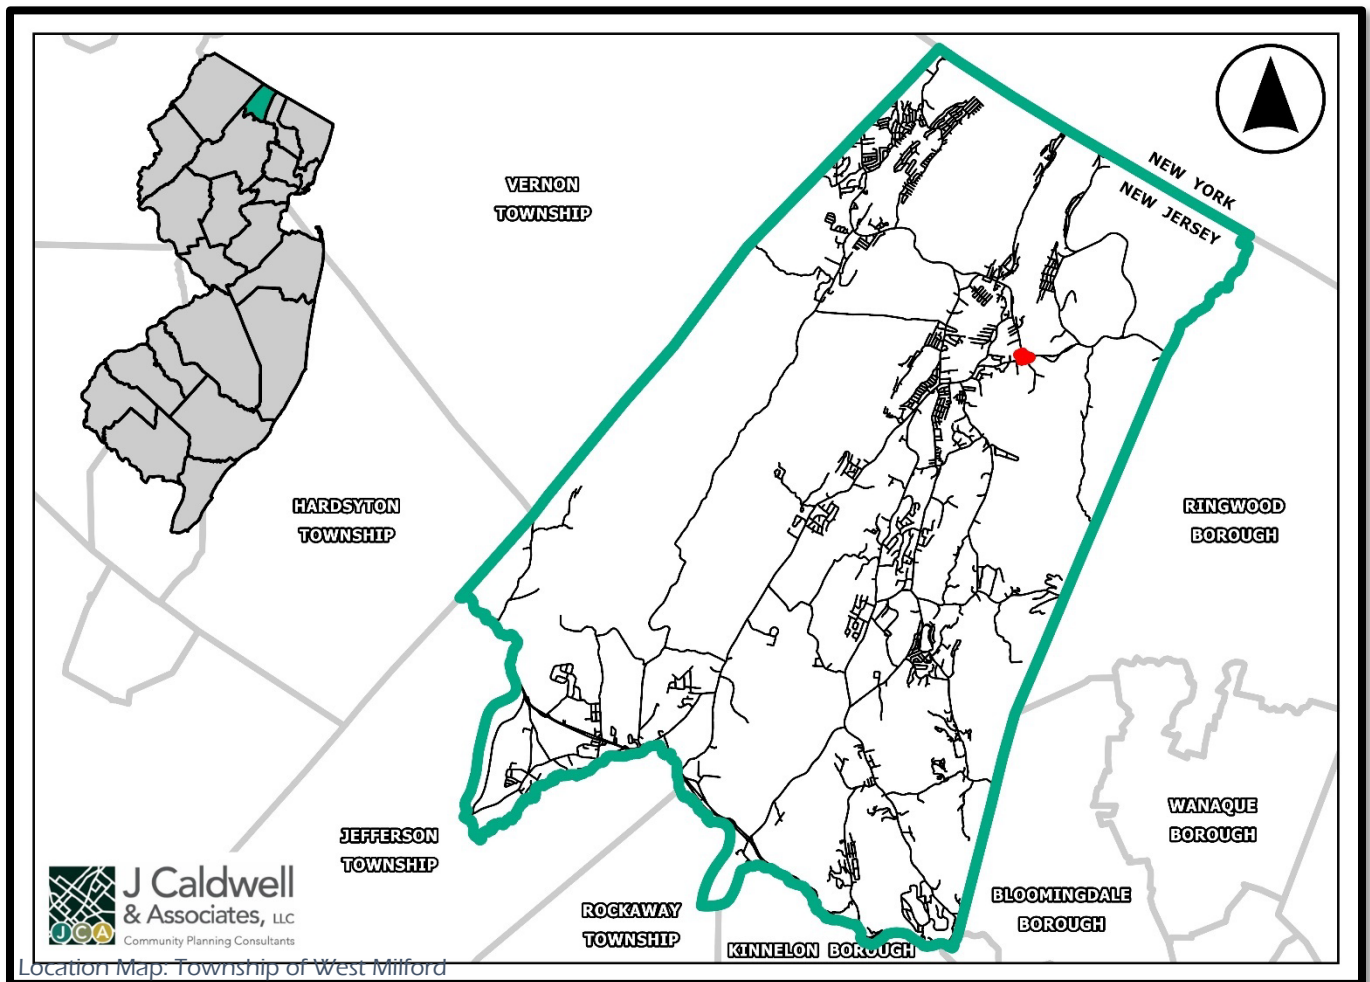 NEW YORK
NEW JERSEY
VERNON
TOWNSHIP
HARDSYTON
TOWNSHIP
RINGWOOD
BOROUGH
WANAQUE
BOROUGH
JEFFERSON
TOWNSHIP
BLOOMINGDALE
BOROUGH
ROCKAWAY
TOWNSHIP
KINNELON BOROUGH
J Caldwell
& Associates, LLC
JCA
Community Planning Consultants
Location Map: Township of West Milford